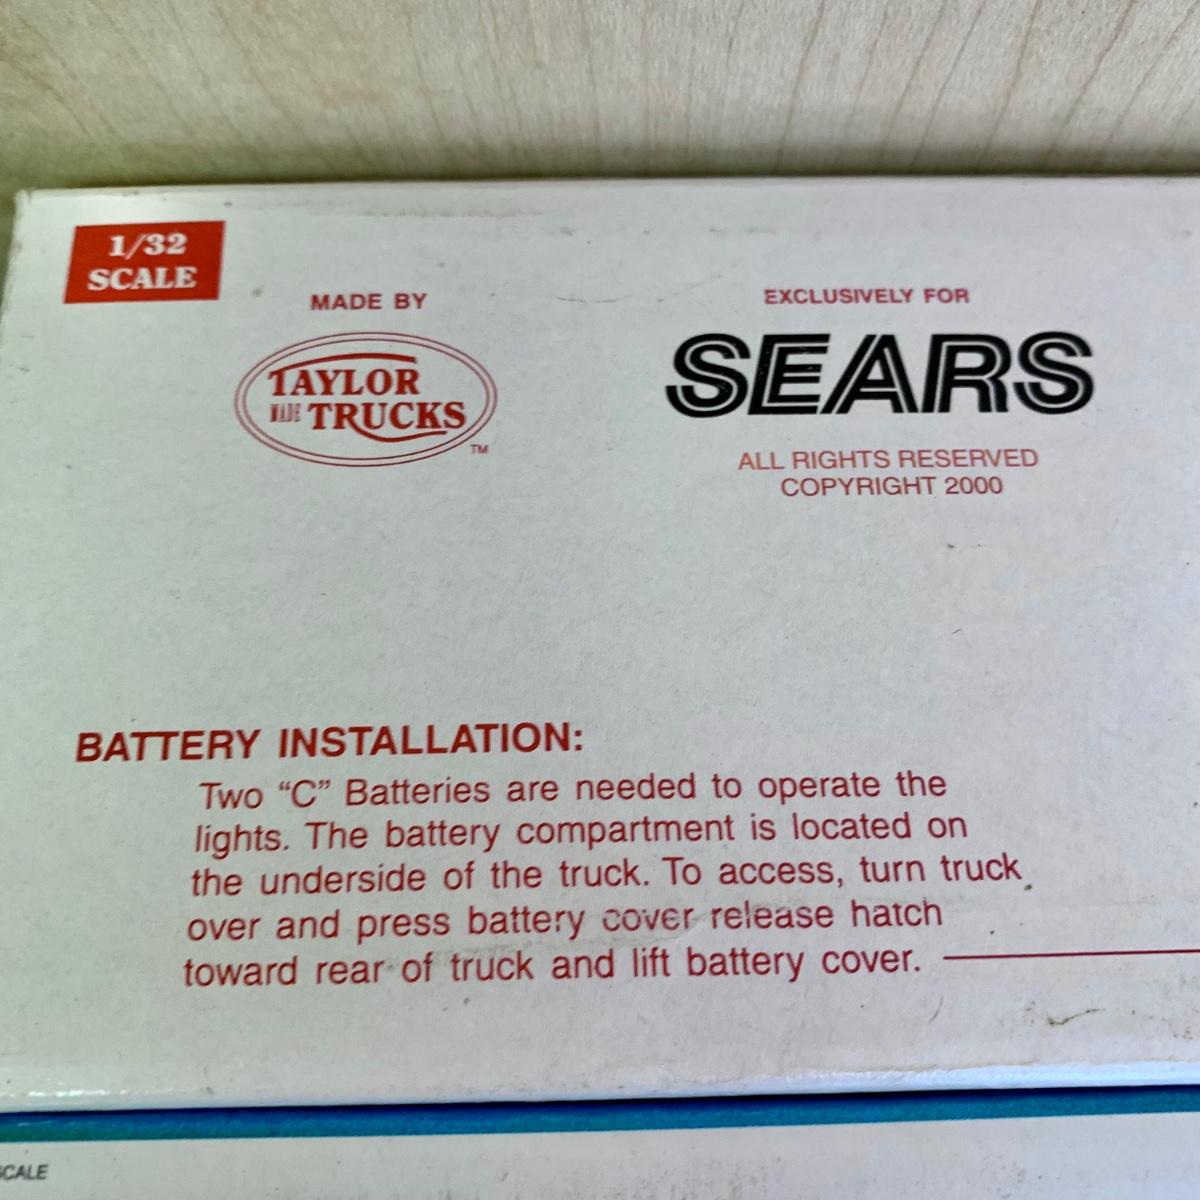 1/32
SCALE
MADE BY
TAYLOR
MADE TRUCKS
TM
EXCLUSIVELY FOR
SEARS
ALL RIGHTS RESERVED
COPYRIGHT 2000
BATTERY INSTALLATION:
Two “C” Batteries are needed to operate the
lights. The battery compartment is located on
the underside of the truck. To access, turn truck
over and press battery cover release hatch
toward rear of truck and lift battery cover.
SCALE